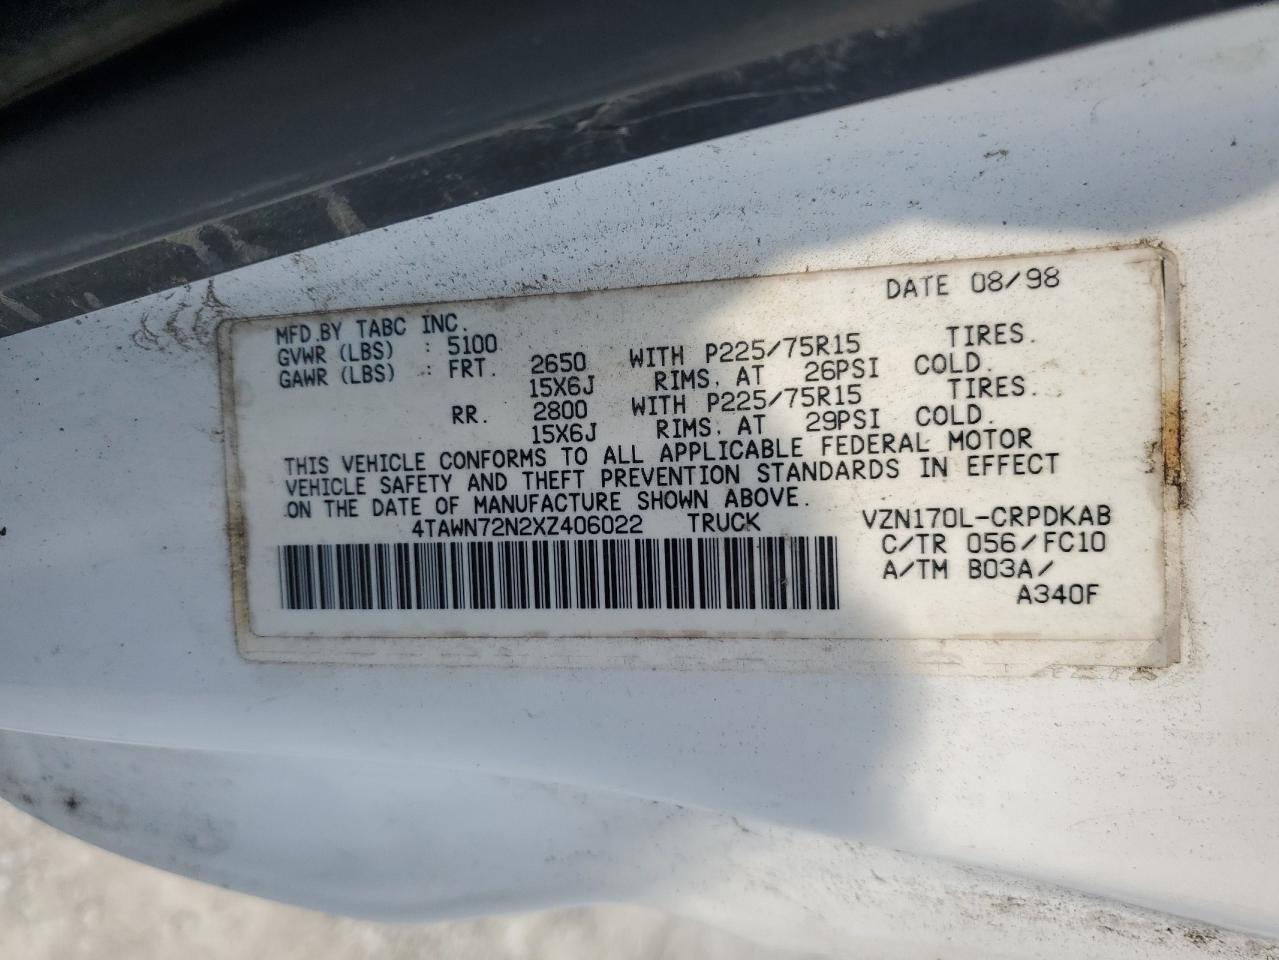 DATE 08/98
MFD.BY TABC INC.
GVWR (LBS) : 5100
GAWR (LBS) : FRT. 2650 WITH P225/75R15 TIRES.
15X6J RIMS, AT 26PSI COLD.
RR. 2800 WITH P225/75R15 TIRES.
15X6J RIMS, AT 29PSI COLD.
THIS VEHICLE CONFORMS TO ALL APPLICABLE FEDERAL MOTOR
VEHICLE SAFETY AND THEFT PREVENTION STANDARDS IN EFFECT
ON THE DATE OF MANUFACTURE SHOWN ABOVE.
4TAWN72N2XZ406022 TRUCK VZN170L-CRPDKAB
C/TR 056/FC10
A/TM B03A/
A340F